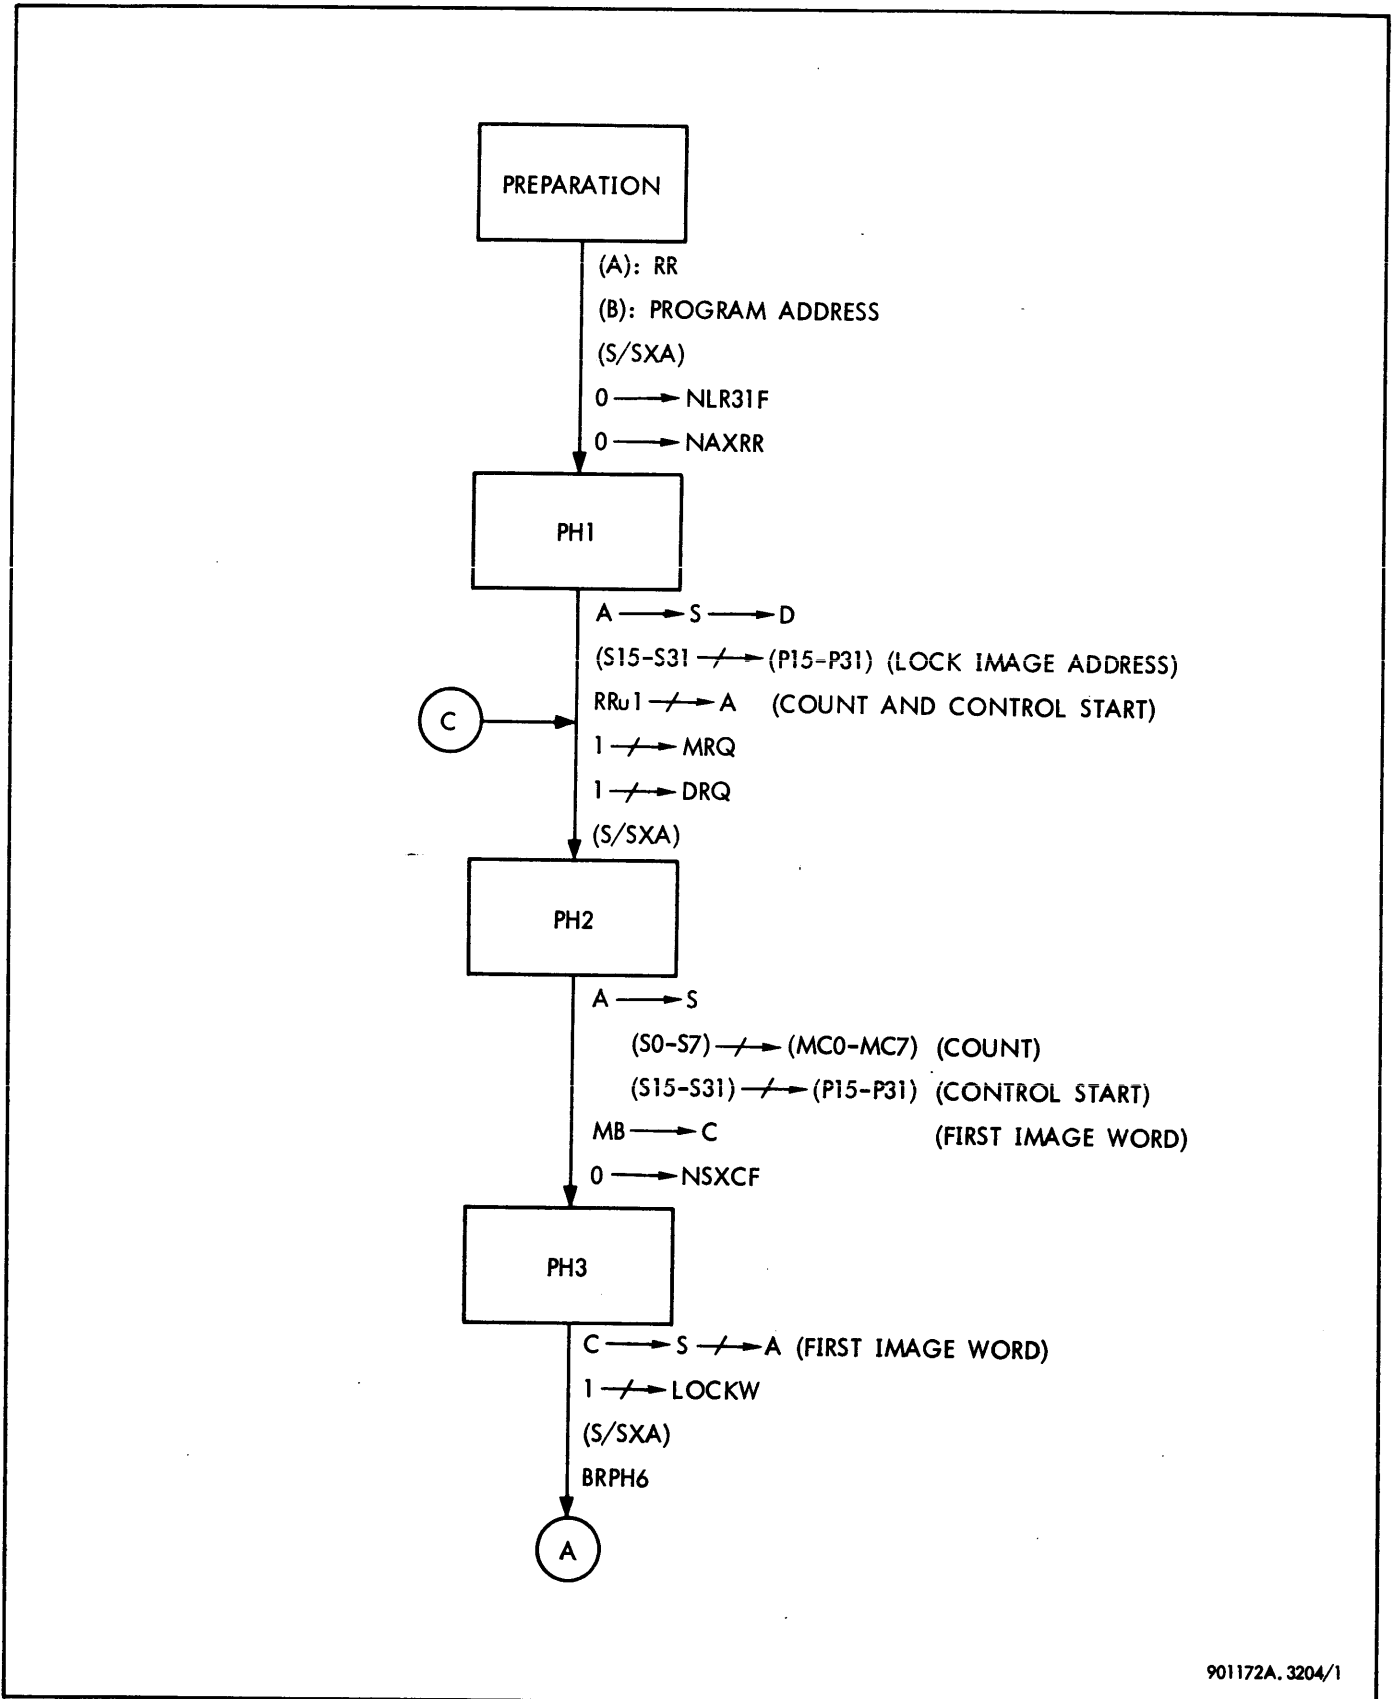 PREPARATION
(A): RR
(B): PROGRAM ADDRESS
(S/SXA)
0 → NLR31F
0 → NAXRR
PH1
A → S → D
(S15-S31 -/→ (P15-P31) (LOCK IMAGE ADDRESS)
RRu1 -/→ A (COUNT AND CONTROL START)
C
1 -/→ MRQ
1 -/→ DRQ
(S/SXA)
PH2
A → S
(S0-S7) -/→ (MC0-MC7) (COUNT)
(S15-S31) -/→ (P15-P31) (CONTROL START)
MB → C (FIRST IMAGE WORD)
0 → NSXCF
PH3
C → S -/→ A (FIRST IMAGE WORD)
1 -/→ LOCKW
(S/SXA)
BRPH6
A
901172A. 3204/1